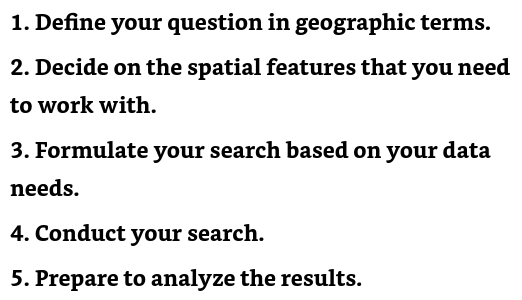 1. Define your question in geographic terms.
2. Decide on the spatial features that you need
to work with.
3. Formulate your search based on your data
needs.
4. Conduct your search.
5. Prepare to analyze the results.